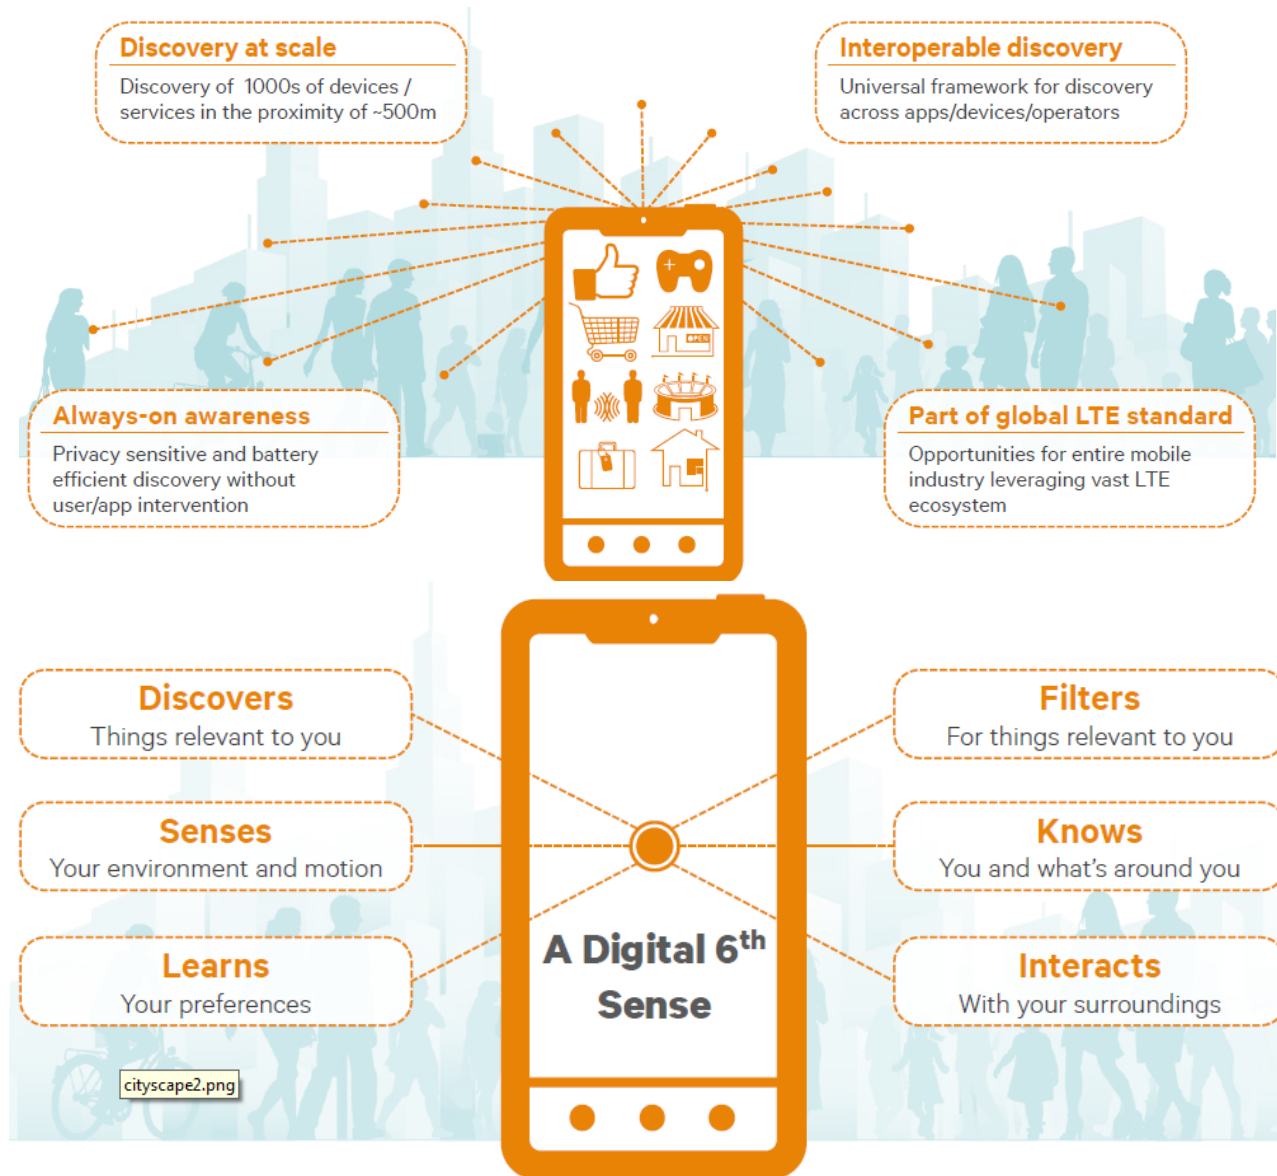 Discovery at scale
Discovery of 1000s of devices /
services in the proximity of ~500m
Interoperable discovery
Universal framework for discovery
across apps/devices/operators
OPEN
Always-on awareness
Privacy sensitive and battery
efficient discovery without
user/app intervention
Part of global LTE standard
Opportunities for entire mobile
industry leveraging vast LTE
ecosystem
Discovers
Things relevant to you
Filters
For things relevant to you
Senses
Your environment and motion
Knows
You and what's around you
A Digital 6th
Sense
Learns
Your preferences
Interacts
With your surroundings
cityscape2.png